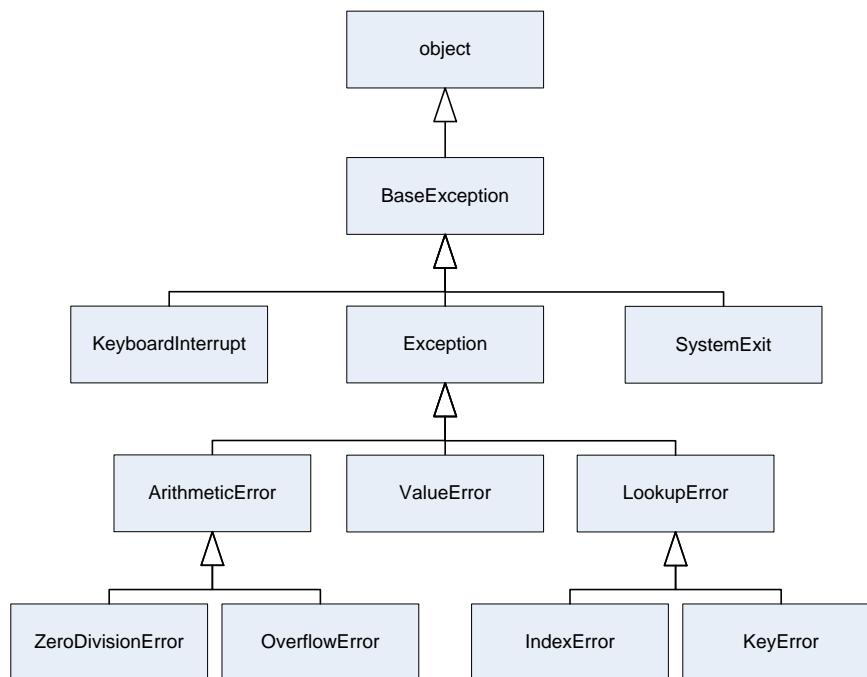 object
BaseException
KeyboardInterrupt
Exception
SystemExit
ArithmeticError
ValueError
LookupError
ZeroDivisionError
OverflowError
IndexError
KeyError